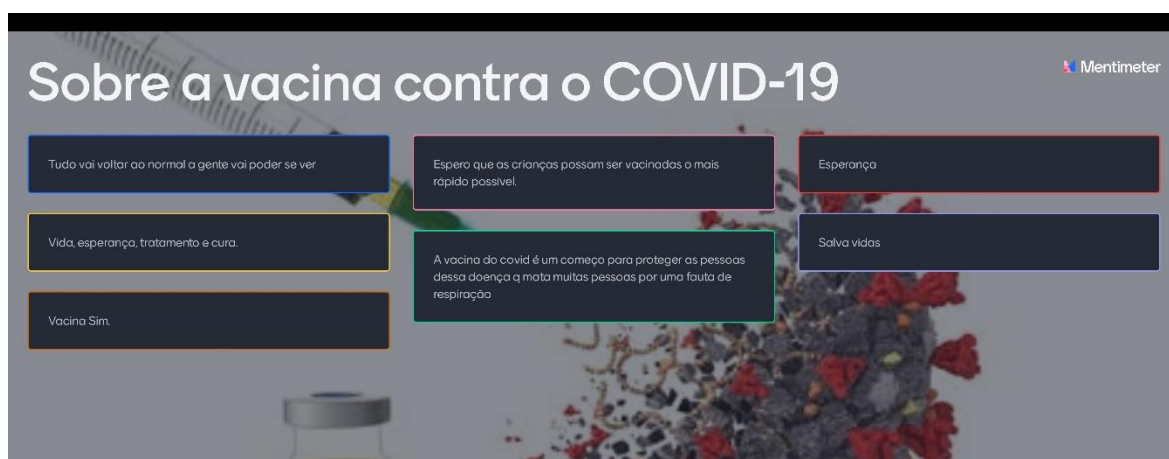 Sobre a vacina contra o COVID-19
Mentimeter
Tudo vai voltar ao normal a gente vai poder se ver
Vida, esperança, tratamento e cura.
Vacina Sim.
Espero que as crianças possam ser vacinadas o mais
rápido possível.
A vacina do covid é um começo para proteger as pessoas
dessa doença q mata muitas pessoas por uma fauta de
respiração
Esperança
Salva vidas